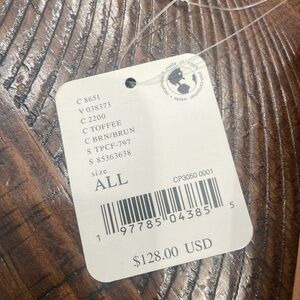 C 8651
V 038373
C 2200
C TOFFEE
C BRN/BRUN
S TPCF-797
S 85363638
size
ALL
CP3050 0001
1 97785 04385 5
$128.00 USD